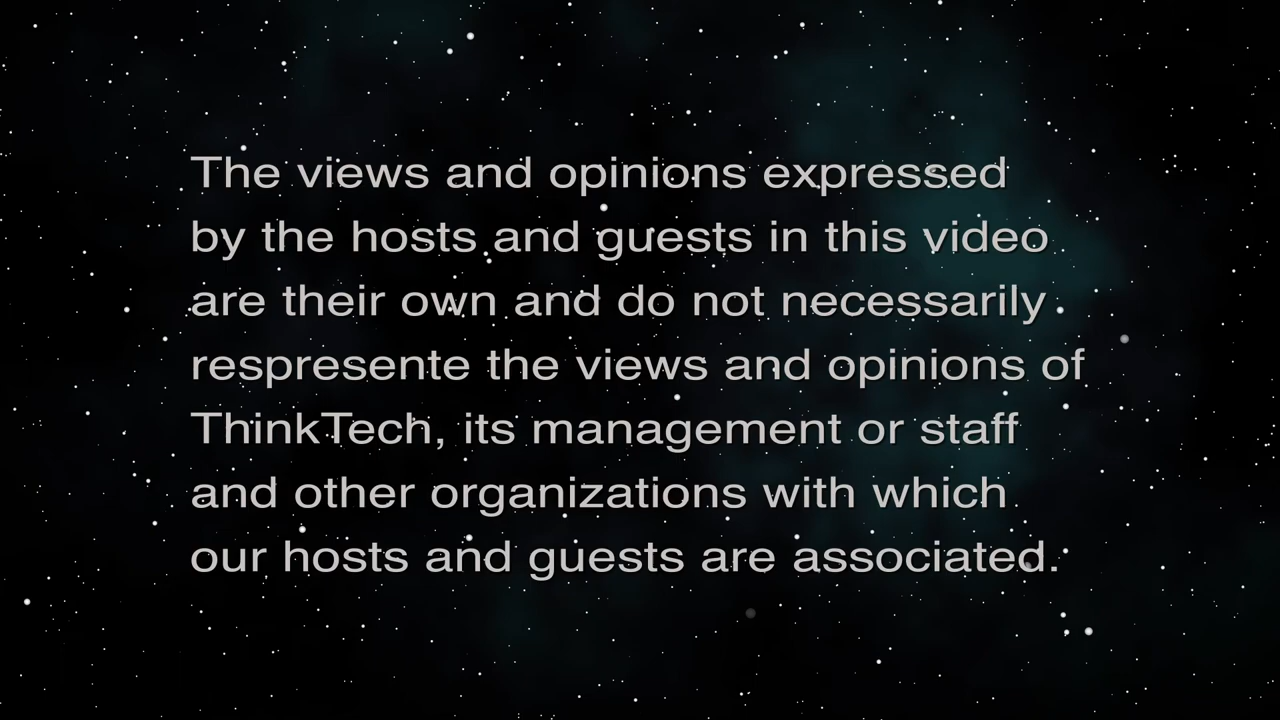 The views and opinions expressed
by the hosts and guests in this video
are their own and do not necessarily
respresente the views and opinions of
ThinkTech, its management or staff
and other organizations with which
our hosts and guests are associated.